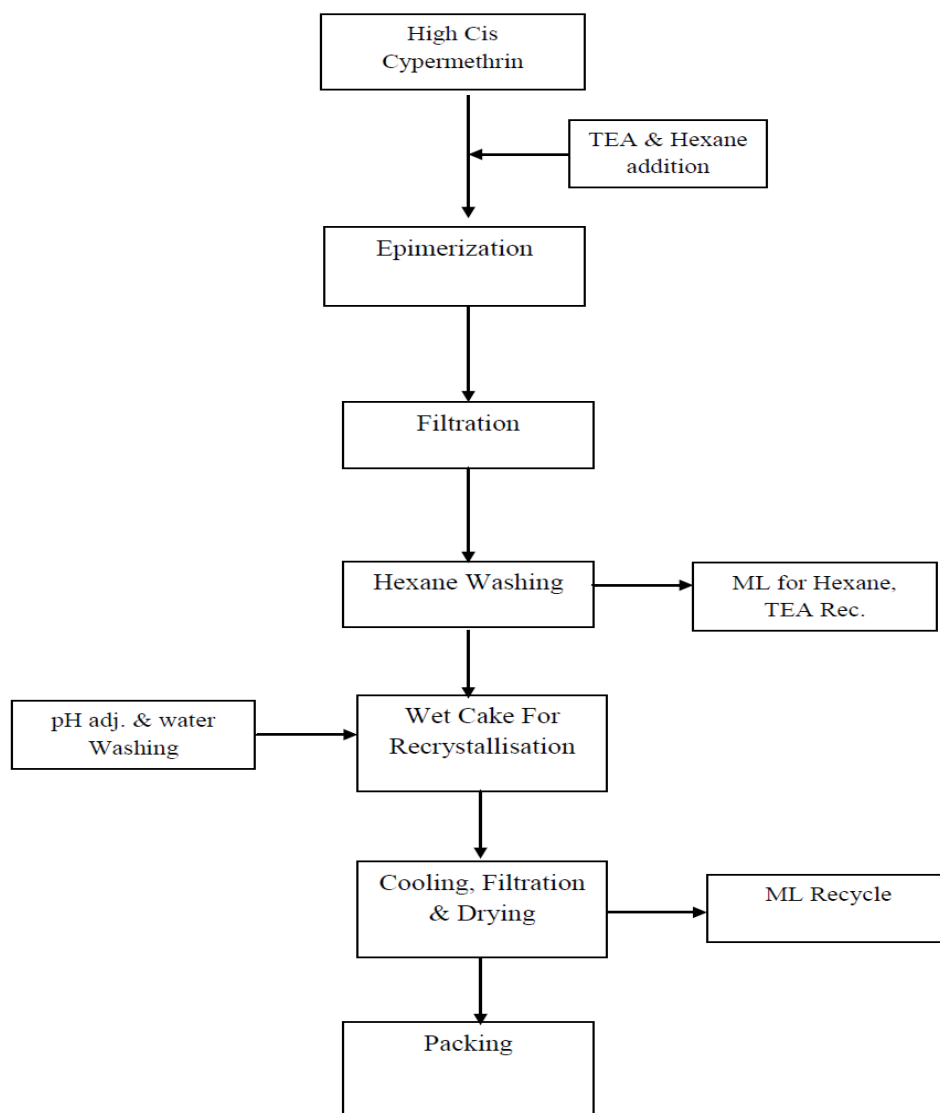 High Cis
Cypermethrin
TEA & Hexane
addition
Epimerization
Filtration
Hexane Washing
ML for Hexane,
TEA Rec.
pH adj. & water
Washing
Wet Cake For
Recrystallisation
Cooling, Filtration
& Drying
ML Recycle
Packing